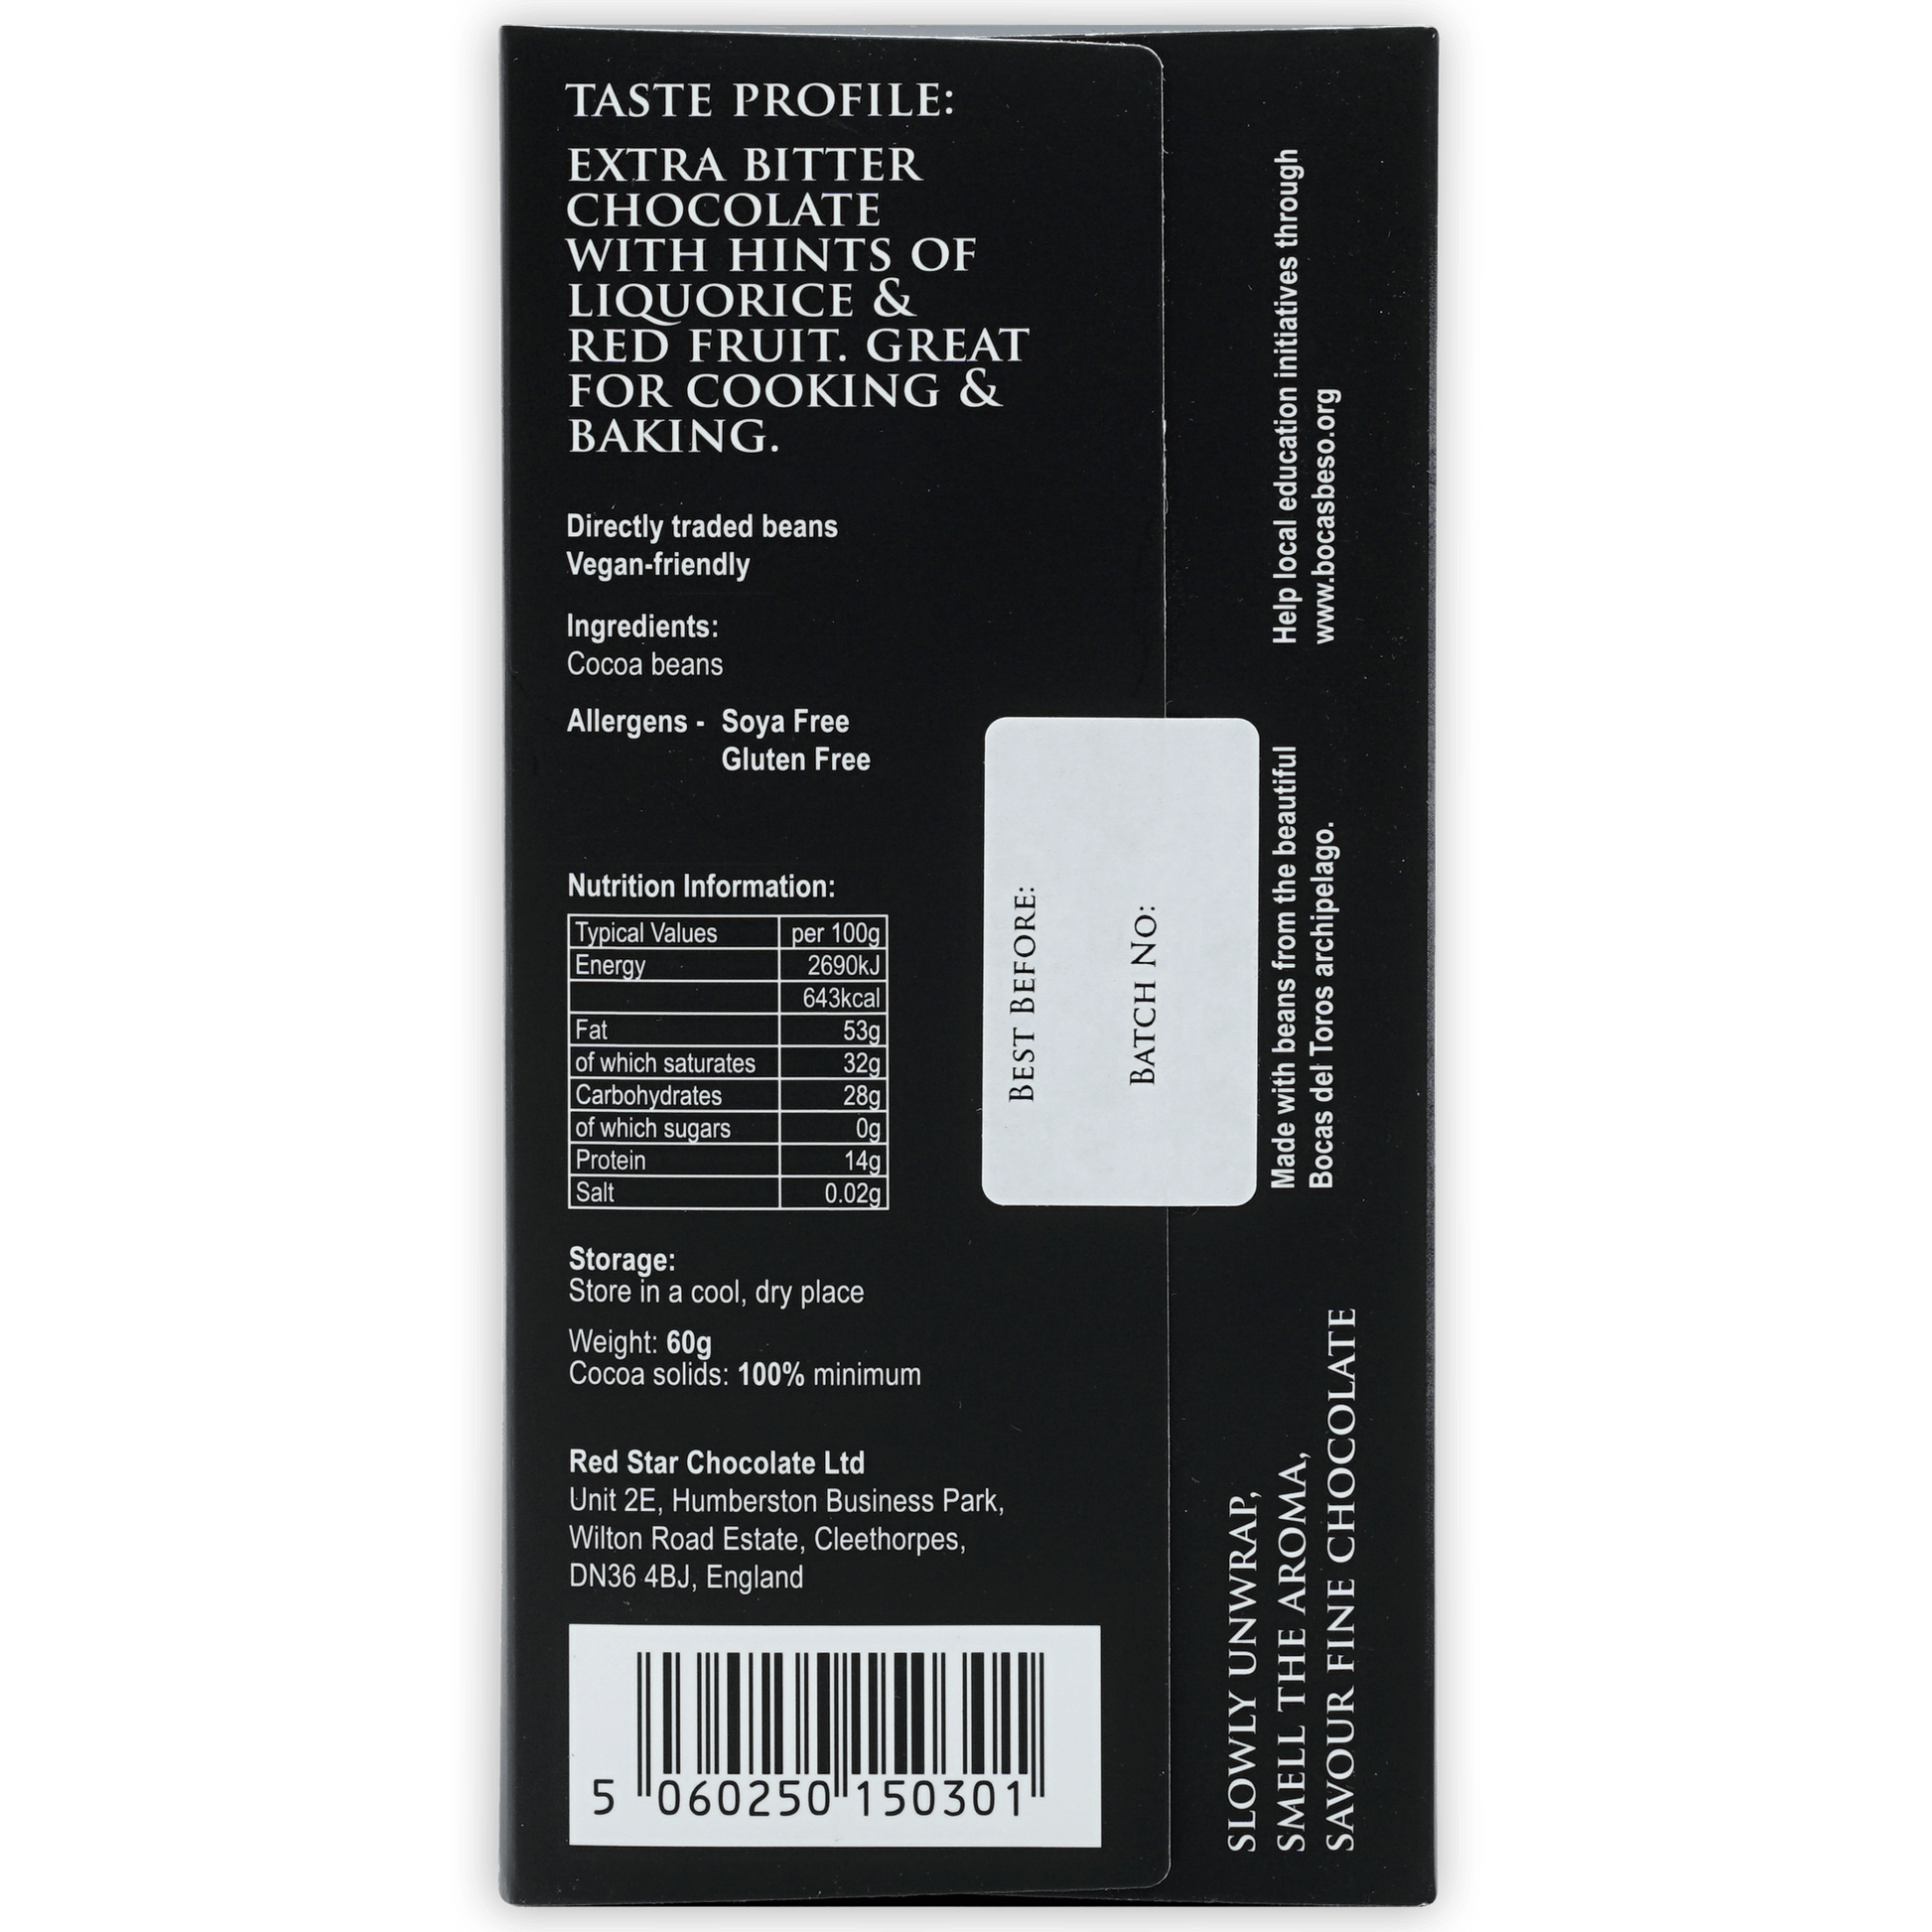 TASTE PROFILE:
EXTRA BITTER
CHOCOLATE
WITH HINTS OF
LIQUORICE &
RED FRUIT. GREAT
FOR COOKING &
BAKING.
Directly traded beans
Vegan-friendly
Ingredients:
Cocoa beans
Allergens - Soya Free
Gluten Free
Nutrition Information:
Typical Values per 100g
Energy 2690kJ
643kcal
Fat 53g
of which saturates 32g
Carbohydrates 28g
of which sugars 0g
Protein 14g
Salt 0.02g
Storage:
Store in a cool, dry place
Weight: 60g
Cocoa solids: 100% minimum
Red Star Chocolate Ltd
Unit 2E, Humberston Business Park,
Wilton Road Estate, Cleethorpes,
DN36 4BJ, England
5 060250 150301
BEST BEFORE:
BATCH NO:
Help local education initiatives through
www.bocasbeso.org
Made with beans from the beautiful
Bocas del Toros archipelago.
SLOWLY UNWRAP,
SMELL THE AROMA,
SAVOUR FINE CHOCOLATE